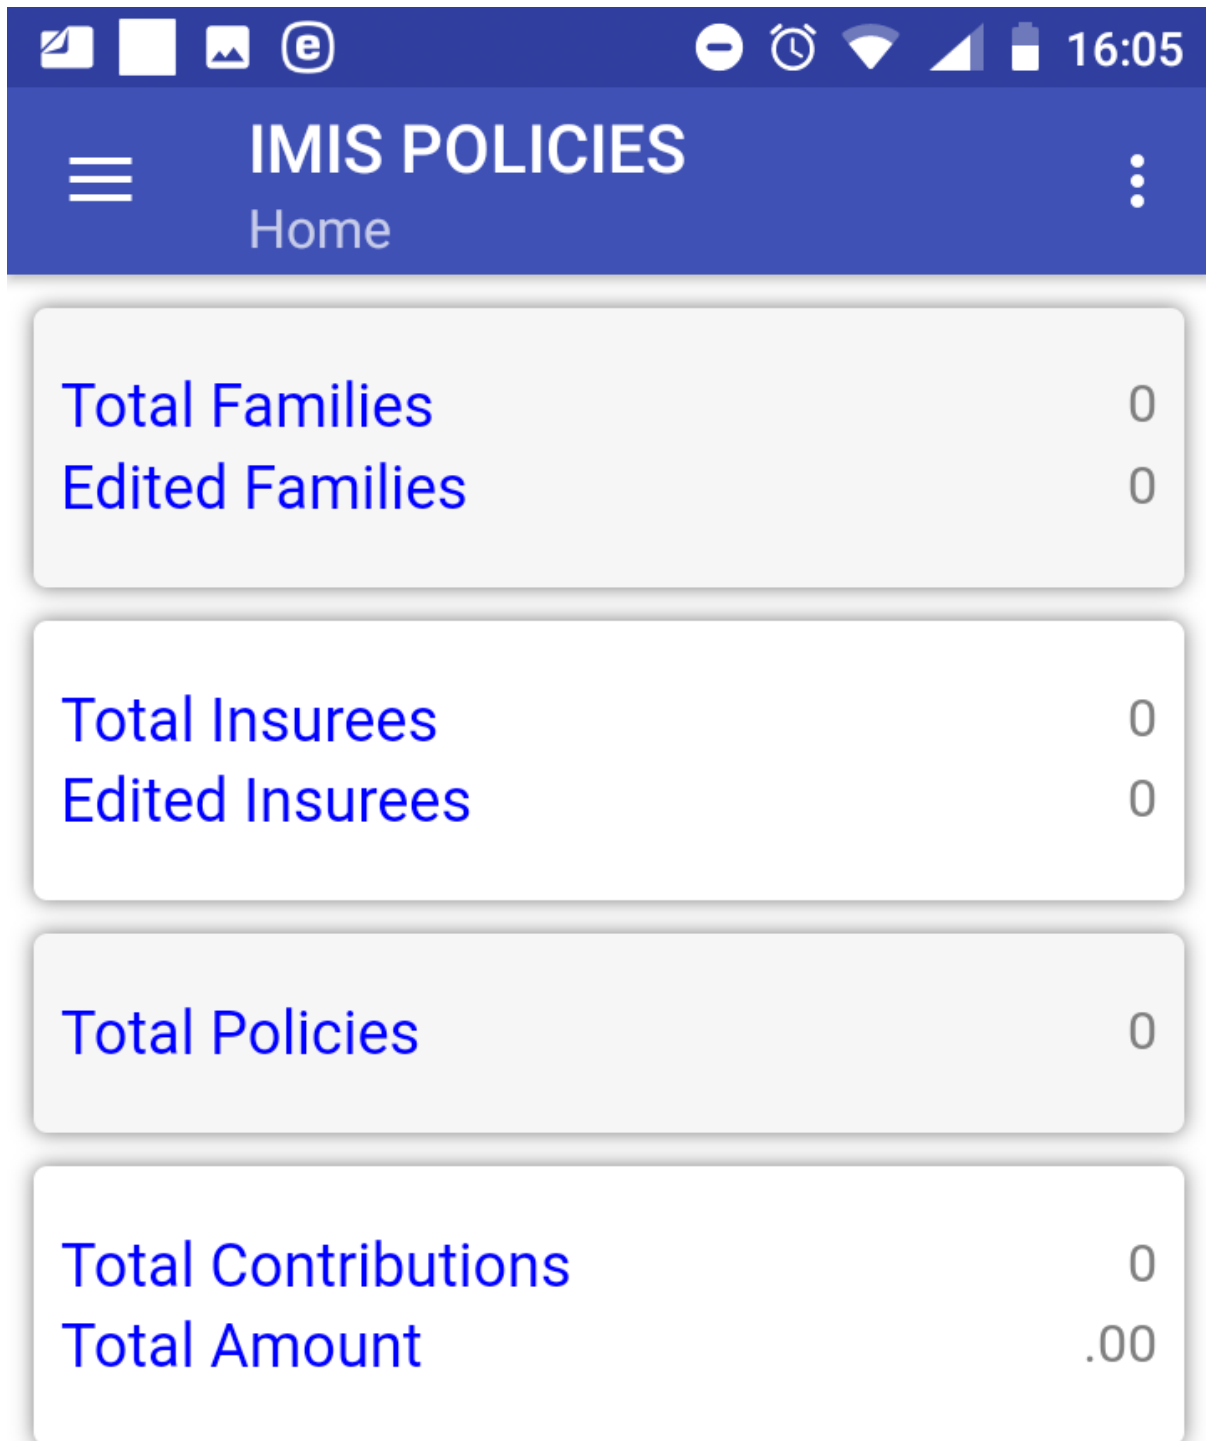 16:05
IMIS POLICIES
Home
Total Families 0
Edited Families 0
Total Insurees 0
Edited Insurees 0
Total Policies 0
Total Contributions 0
Total Amount .00